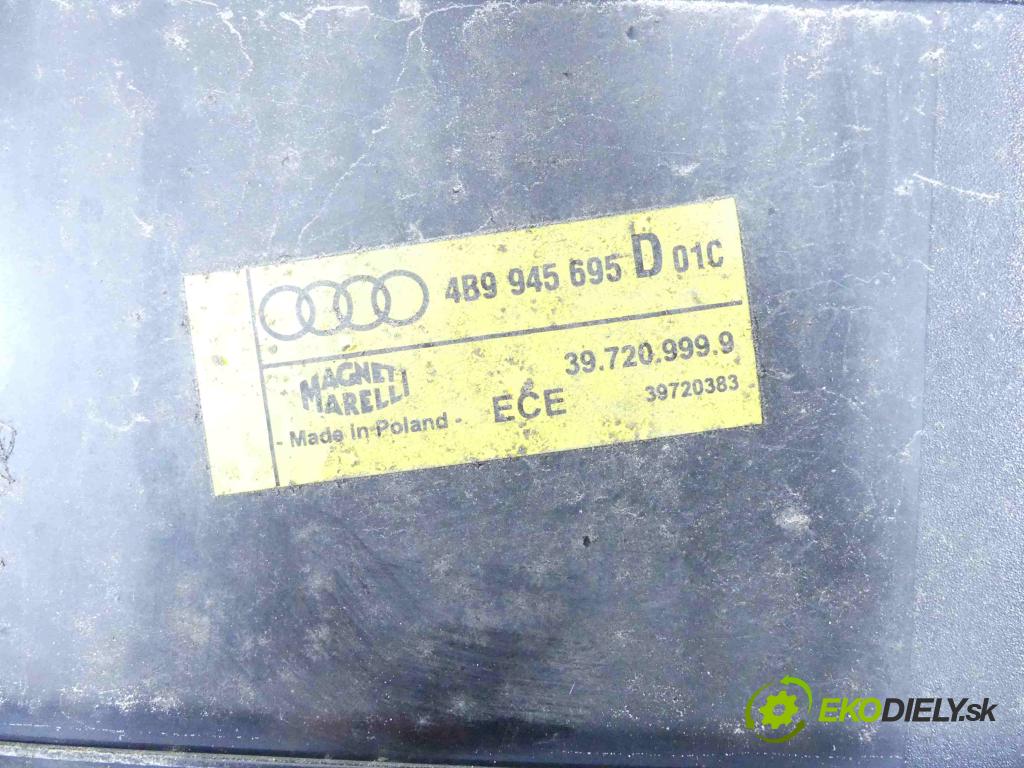 4B9 945 695 D 01C
MAGNETI
MARELLI
39.720.999.9
- Made in Poland -
ECE
39720383
EKODIELY.sk